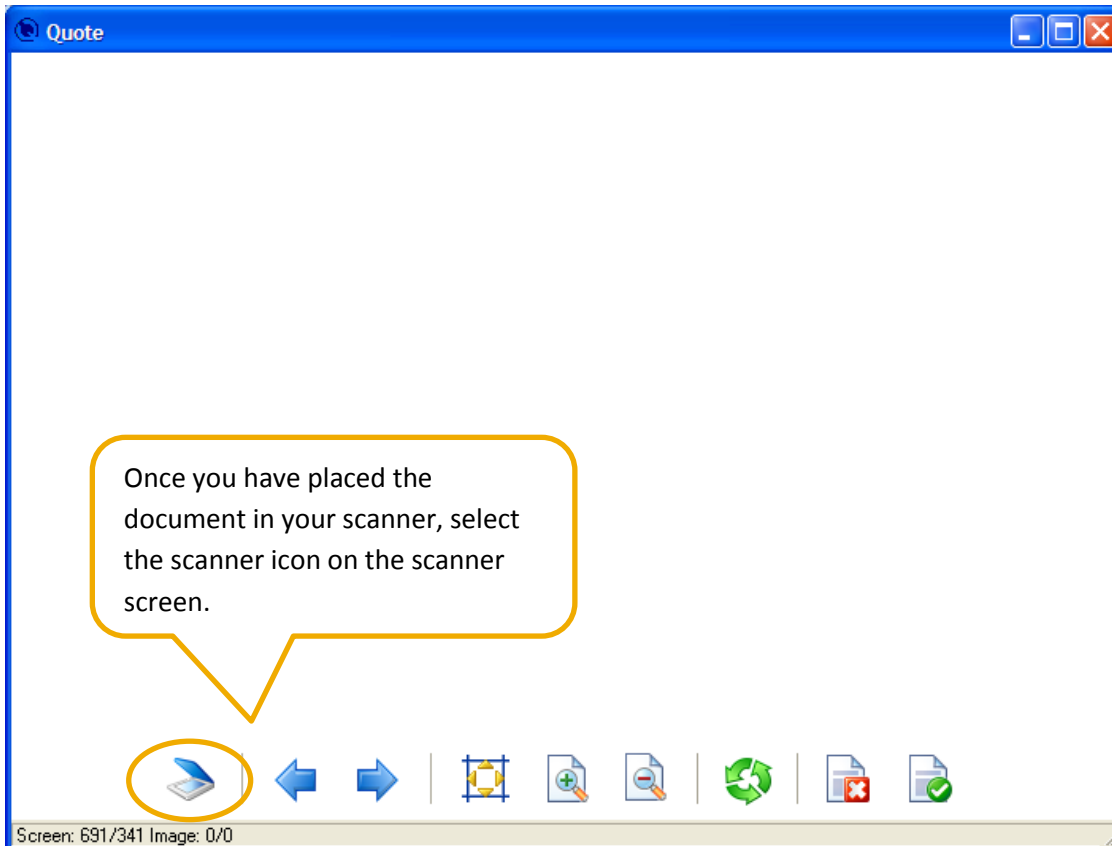 Quote
Once you have placed the
document in your scanner, select
the scanner icon on the scanner
screen.
Screen: 691/341 Image: 0/0